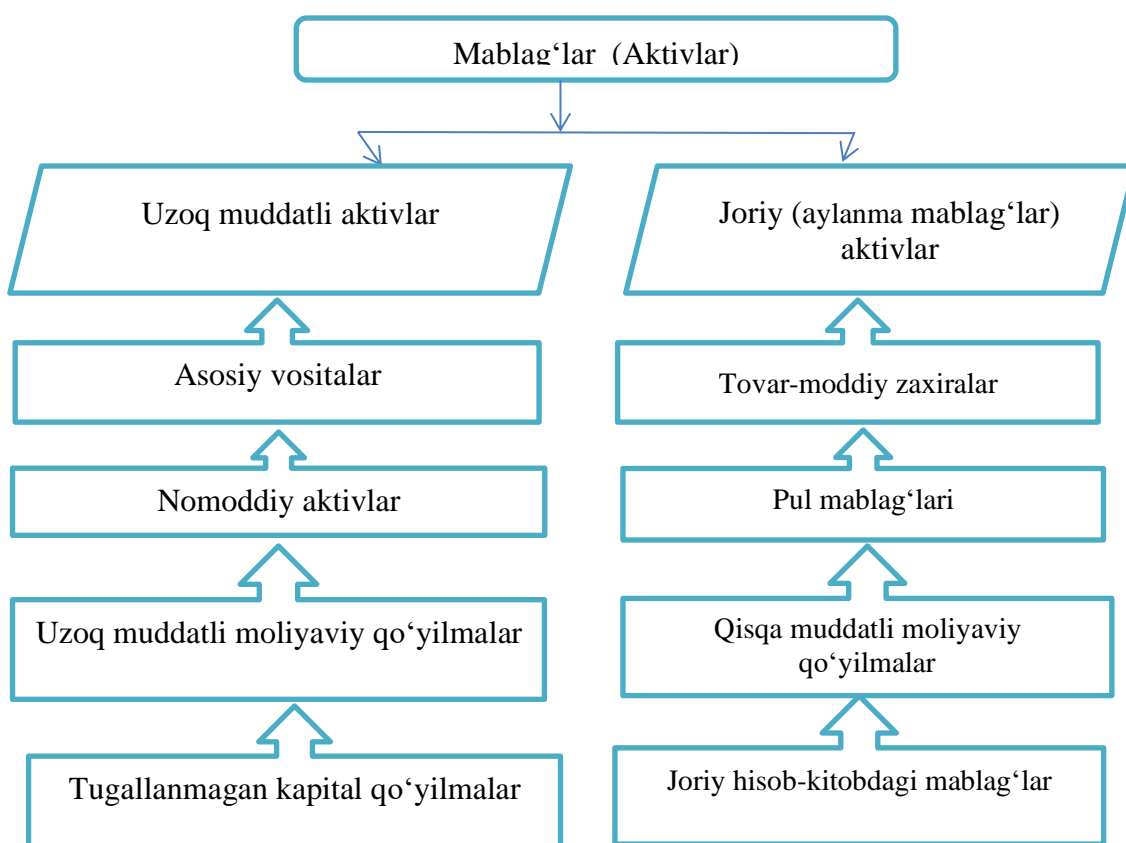 Mablag‘lar (Aktivlar)
Uzoq muddatli aktivlar
Joriy (aylanma mablag‘lar)
aktivlar
Asosiy vositalar
Tovar-moddiy zaxiralar
Nomoddiy aktivlar
Pul mablag‘lari
Uzoq muddatli moliyaviy qo‘yilmalar
Qisqa muddatli moliyaviy
qo‘yilmalar
Tugallanmagan kapital qo‘yilmalar
Joriy hisob-kitobdagi mablag‘lar